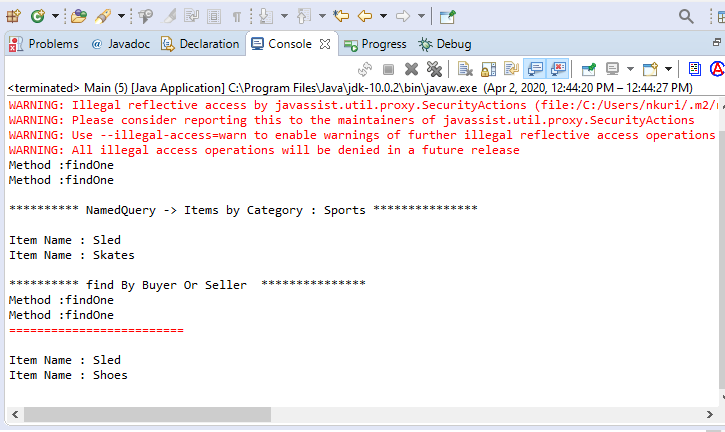 Problems @ Javadoc Declaration Console Progress Debug
<terminated> Main (5) [Java Application] C:\Program Files\Java\jdk-10.0.2\bin\javaw.exe (Apr 2, 2020, 12:44:20 PM – 12:44:27 PM)
WARNING: Illegal reflective access by javassist.util.proxy.SecurityActions (file:/C:/Users/nkuri/.m2/
WARNING: Please consider reporting this to the maintainers of javassist.util.proxy.SecurityActions
WARNING: Use --illegal-access=warn to enable warnings of further illegal reflective access operations
WARNING: All illegal access operations will be denied in a future release
Method :findOne
Method :findOne
********** NamedQuery -> Items by Category : Sports ***************
Item Name : Sled
Item Name : Skates
********** find By Buyer Or Seller  ***************
Method :findOne
Method :findOne
=========================
Item Name : Sled
Item Name : Shoes